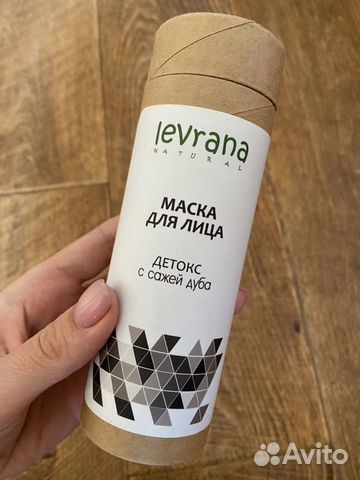 levrana
NATURAL
МАСКА
ДЛЯ ЛИЦА
ДЕТОКС
с сажей дуба
Avito